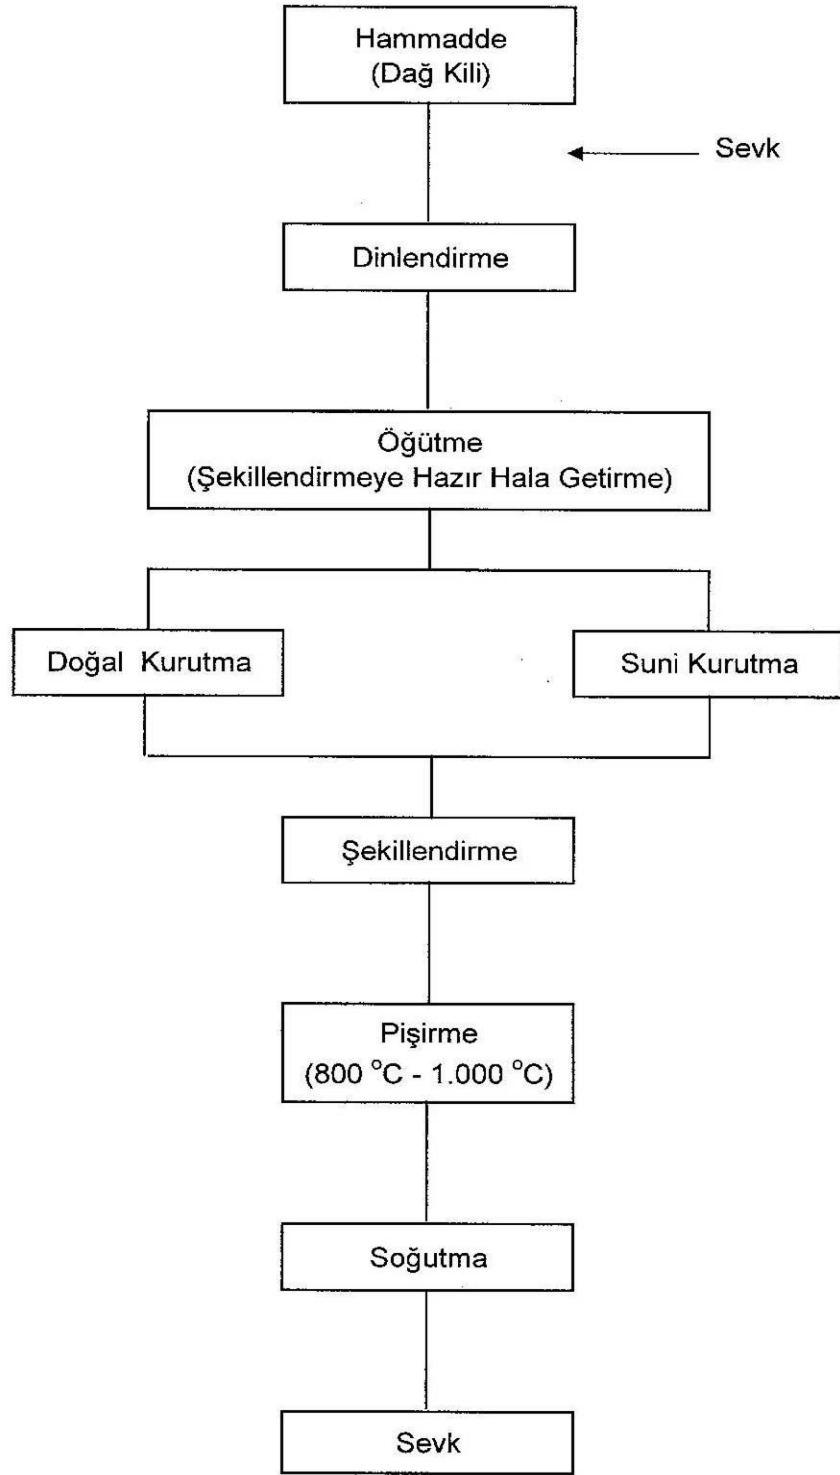 Hammadde
(Dağ Kili)
Sevk
Dinlendirme
Öğütme
(Şekillendirmeye Hazır Hala Getirme)
Doğal Kurutma
Suni Kurutma
Şekillendirme
Pişirme
(800 °C - 1.000 °C)
Soğutma
Sevk